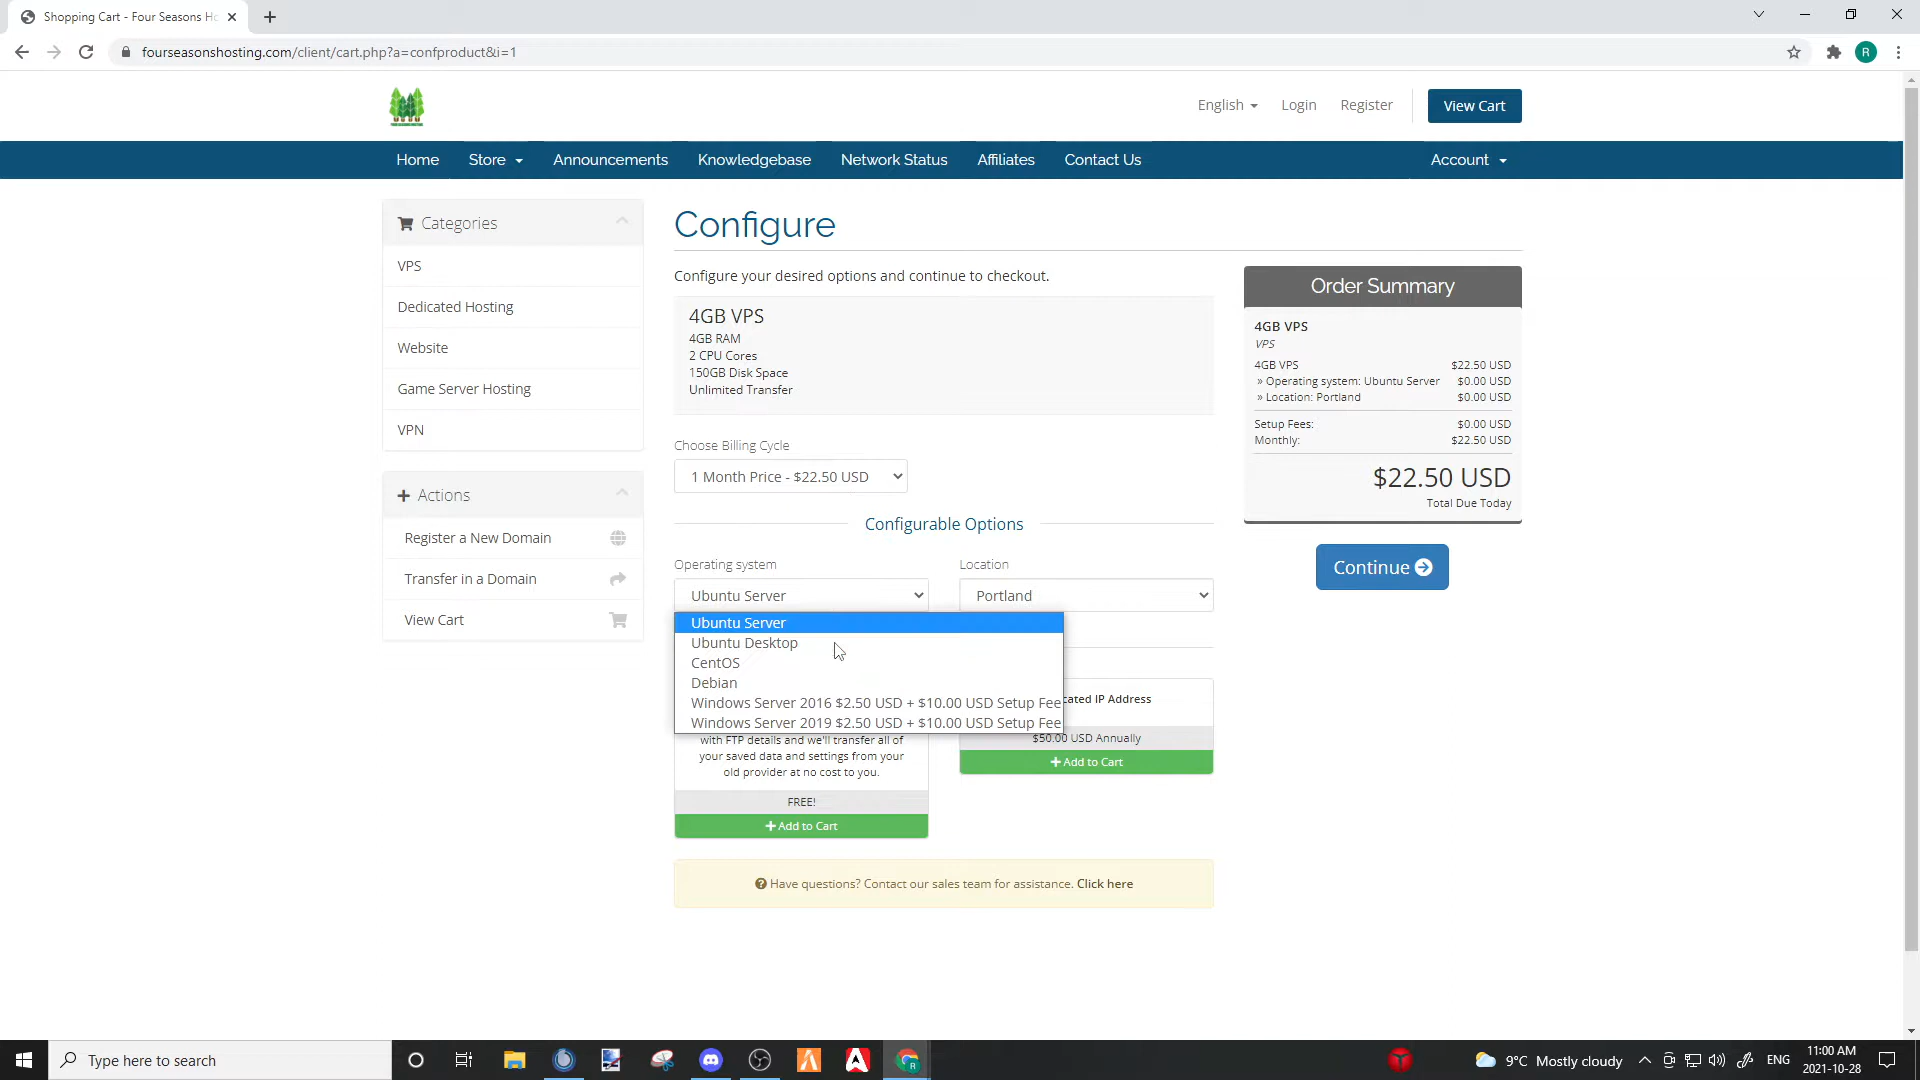 Shopping Cart - Four Seasons Ho
fourseasonshosting.com/client/cart.php?a=confproduct&i=1
R
English
Login
Register
View Cart
Home
Store
Announcements
Knowledgebase
Network Status
Affiliates
Contact Us
Account
Categories
VPS
Dedicated Hosting
Website
Game Server Hosting
VPN
Actions
Register a New Domain
Transfer in a Domain
View Cart
Configure
Configure your desired options and continue to checkout.
4GB VPS
4GB RAM
2 CPU Cores
150GB Disk Space
Unlimited Transfer
Choose Billing Cycle
1 Month Price - $22.50 USD
Configurable Options
Operating system
Ubuntu Server
Location
Portland
Ubuntu Server
Ubuntu Desktop
CentOS
Debian
Windows Server 2016 $2.50 USD + $10.00 USD Setup Fee
Windows Server 2019 $2.50 USD + $10.00 USD Setup Fee
with FTP details and we'll transfer all of
your saved data and settings from your
old provider at no cost to you.
FREE!
Add to Cart
cated IP Address
$50.00 USD Annually
Add to Cart
Have questions? Contact our sales team for assistance. Click here
Order Summary
4GB VPS
VPS
4GB VPS $22.50 USD
» Operating system: Ubuntu Server $0.00 USD
» Location: Portland $0.00 USD
Setup Fees: $0.00 USD
Monthly: $22.50 USD
$22.50 USD
Total Due Today
Continue
Type here to search
9°C Mostly cloudy
ENG
11:00 AM
2021-10-28